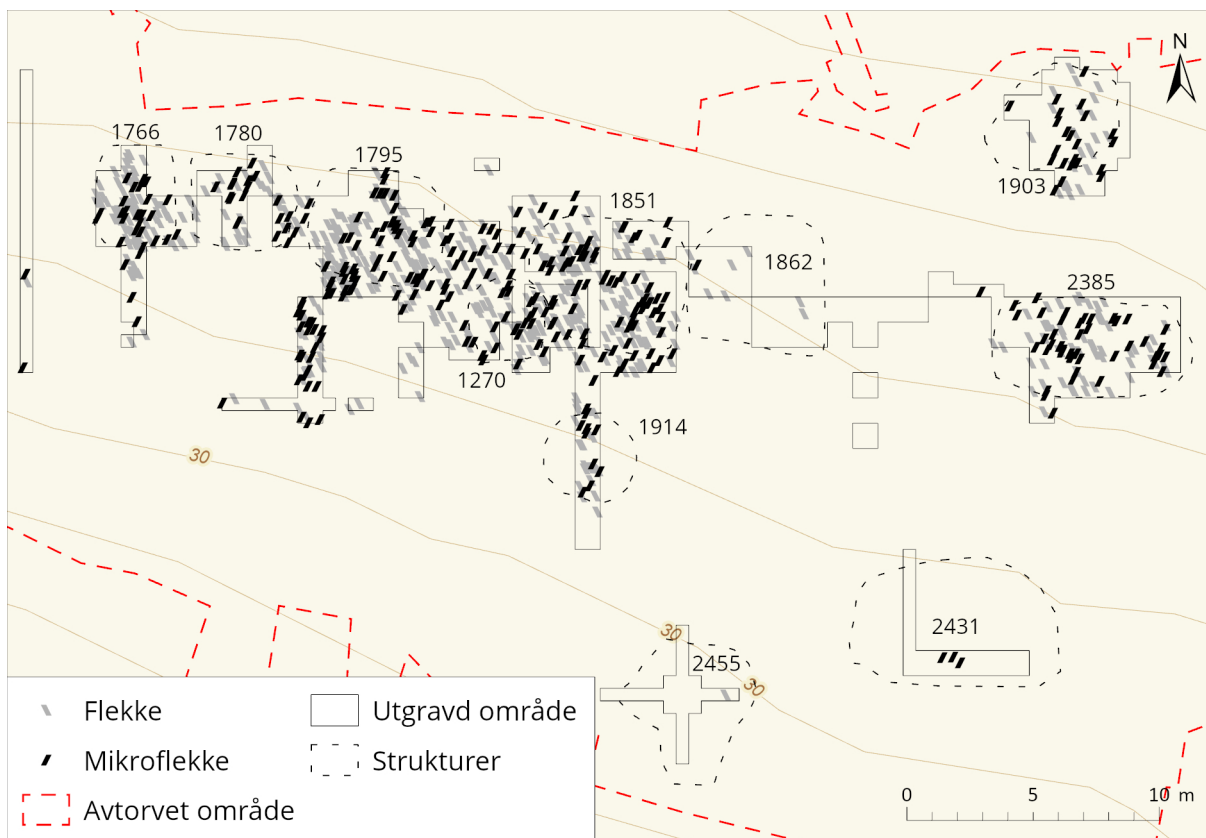 N
1766
1780
1795
1851
1903
1862
2385
1270
1914
30
2431
30
2455
30
Flekke
Utgravd område
Mikroflekke
Strukturer
Avtorvet område
0
5
10 m